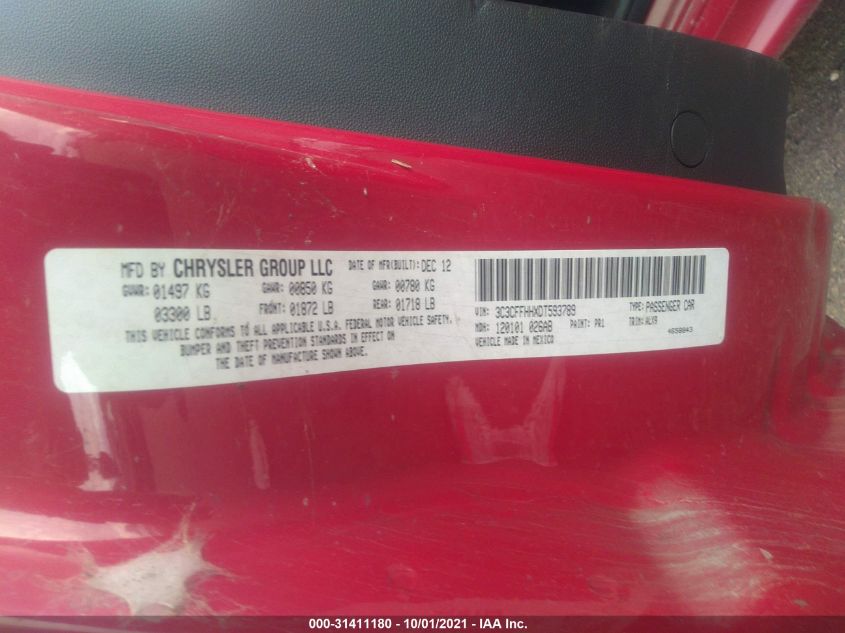 MFD BY CHRYSLER GROUP LLC DATE OF MFR(BUILT): DEC 12
GVWR: 01497 KG GAWR: 00850 KG GAWR: 00780 KG
03300 LB FRONT: 01872 LB REAR: 01718 LB
THIS VEHICLE CONFORMS TO ALL APPLICABLE U.S.A. FEDERAL MOTOR VEHICLE SAFETY,
BUMPER AND THEFT PREVENTION STANDARDS IN EFFECT ON
THE DATE OF MANUFACTURE SHOWN ABOVE.
VIN: 3C3CFFHHXDT593789 TYPE: PASSENGER CAR
MDH: 120101 026AB PAINT: PR1 TRIM: ALX9
VEHICLE MADE IN MEXICO 4658843
000-31411180 - 10/01/2021 - IAA Inc.